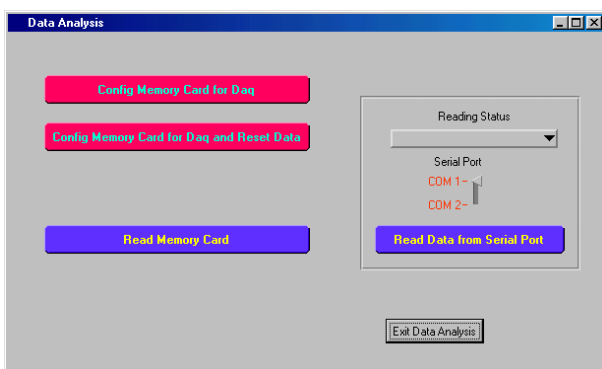 Data Analysis
Config Memory Card for Daq
Config Memory Card for Daq and Reset Data
Read Memory Card
Reading Status
Serial Port
COM 1-
COM 2-
Read Data from Serial Port
Exit Data Analysis